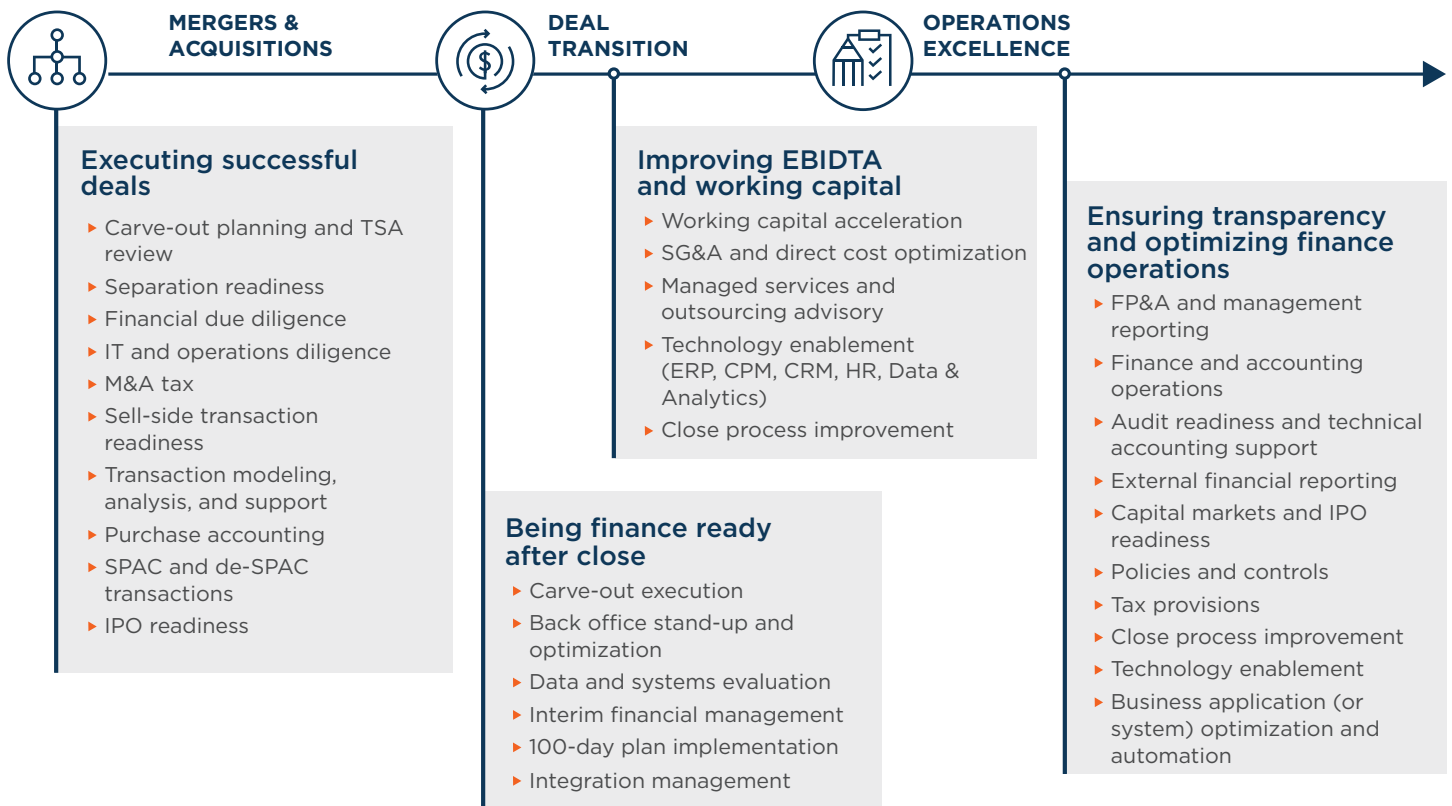 MERGERS &
ACQUISITIONS
DEAL
TRANSITION
OPERATIONS
EXCELLENCE
$
Executing successful
deals
Carve-out planning and TSA
review
Separation readiness
Financial due diligence
IT and operations diligence
M&A tax
Sell-side transaction
readiness
Transaction modeling,
analysis, and support
Purchase accounting
SPAC and de-SPAC
transactions
IPO readiness
Being finance ready
after close
Carve-out execution
Back office stand-up and
optimization
Data and systems evaluation
Interim financial management
100-day plan implementation
Integration management
Improving EBIDTA
and working capital
Working capital acceleration
SG&A and direct cost optimization
Managed services and
outsourcing advisory
Technology enablement
(ERP, CPM, CRM, HR, Data &
Analytics)
Close process improvement
Ensuring transparency
and optimizing finance
operations
FP&A and management
reporting
Finance and accounting
operations
Audit readiness and technical
accounting support
External financial reporting
Capital markets and IPO
readiness
Policies and controls
Tax provisions
Close process improvement
Technology enablement
Business application (or
system) optimization and
automation